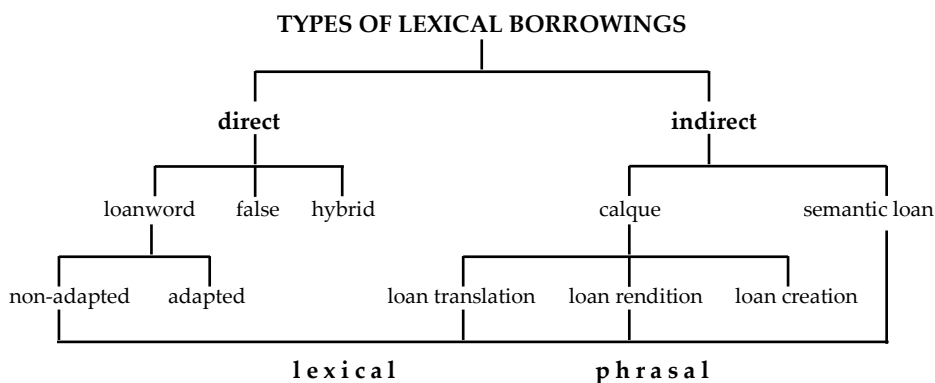 TYPES OF LEXICAL BORROWINGS
direct indirect
loanword false hybrid calque semantic loan
non-adapted adapted loan translation loan rendition loan creation
lexical phrasal